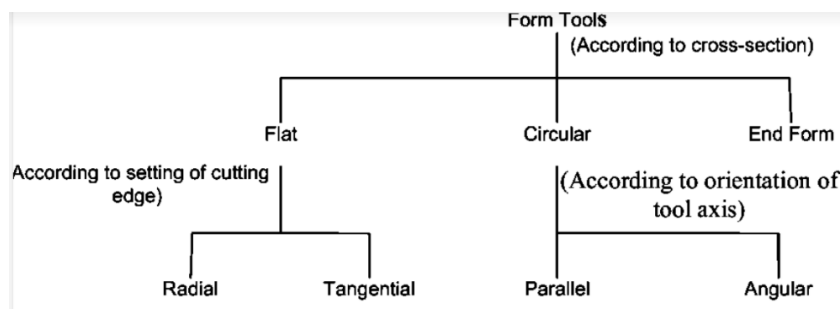 Form Tools
(According to cross-section)
Flat
Circular
End Form
According to setting of cutting
edge)
(According to orientation of
tool axis)
Radial
Tangential
Parallel
Angular